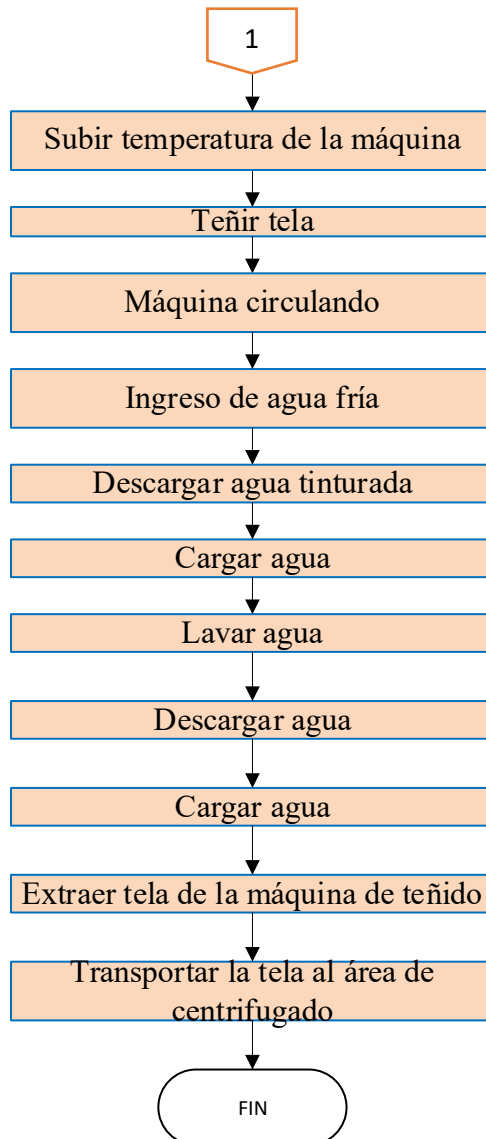 1
Subir temperatura de la máquina
Teñir tela
Máquina circulando
Ingreso de agua fría
Descargar agua tinturada
Cargar agua
Lavar agua
Descargar agua
Cargar agua
Extraer tela de la máquina de teñido
Transportar la tela al área de
centrifugado
FIN